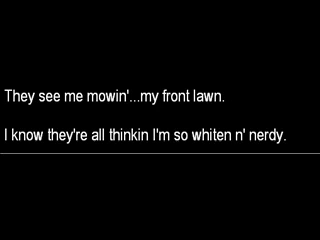 They see me mowin'...my front lawn.
I know they're all thinkin I'm so whiten n' nerdy.